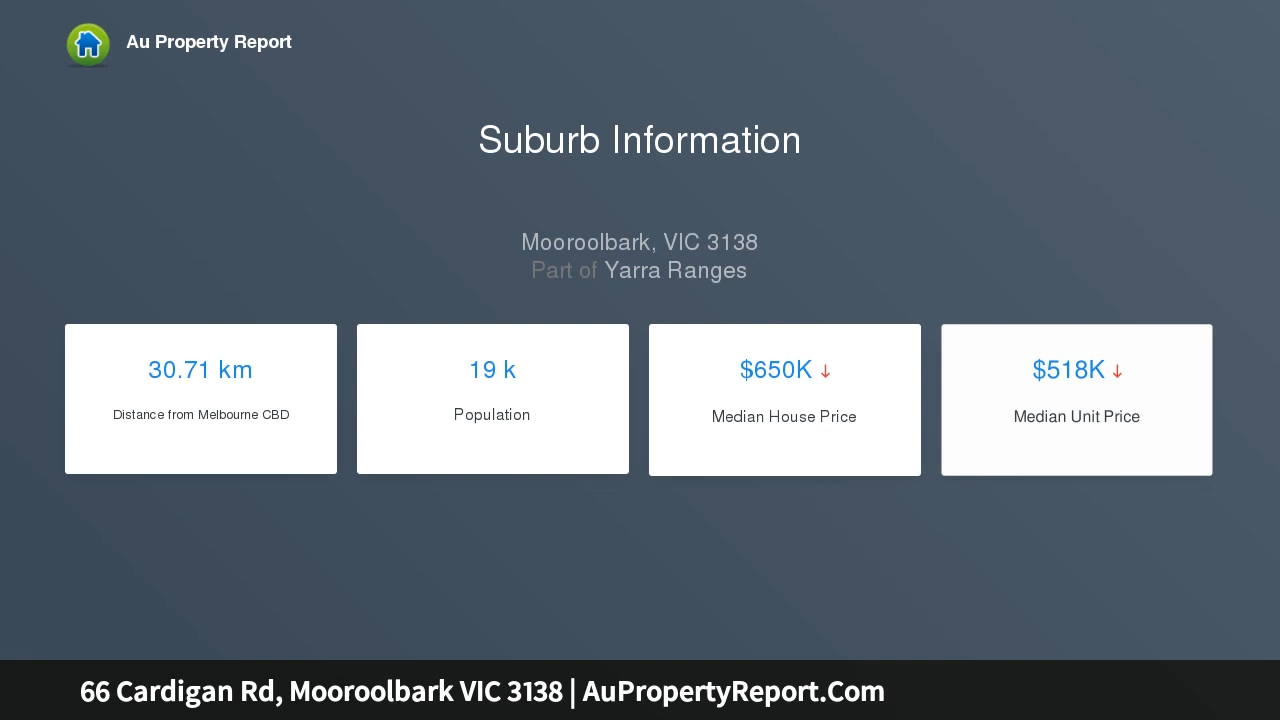 Au Property Report
Suburb Information
Mooroolbark, VIC 3138
Part of Yarra Ranges
30.71 km
Distance from Melbourne CBD
19 k
Population
$650K ↓
Median House Price
$518K ↓
Median Unit Price
66 Cardigan Rd, Mooroolbark VIC 3138 | AuPropertyReport.Com